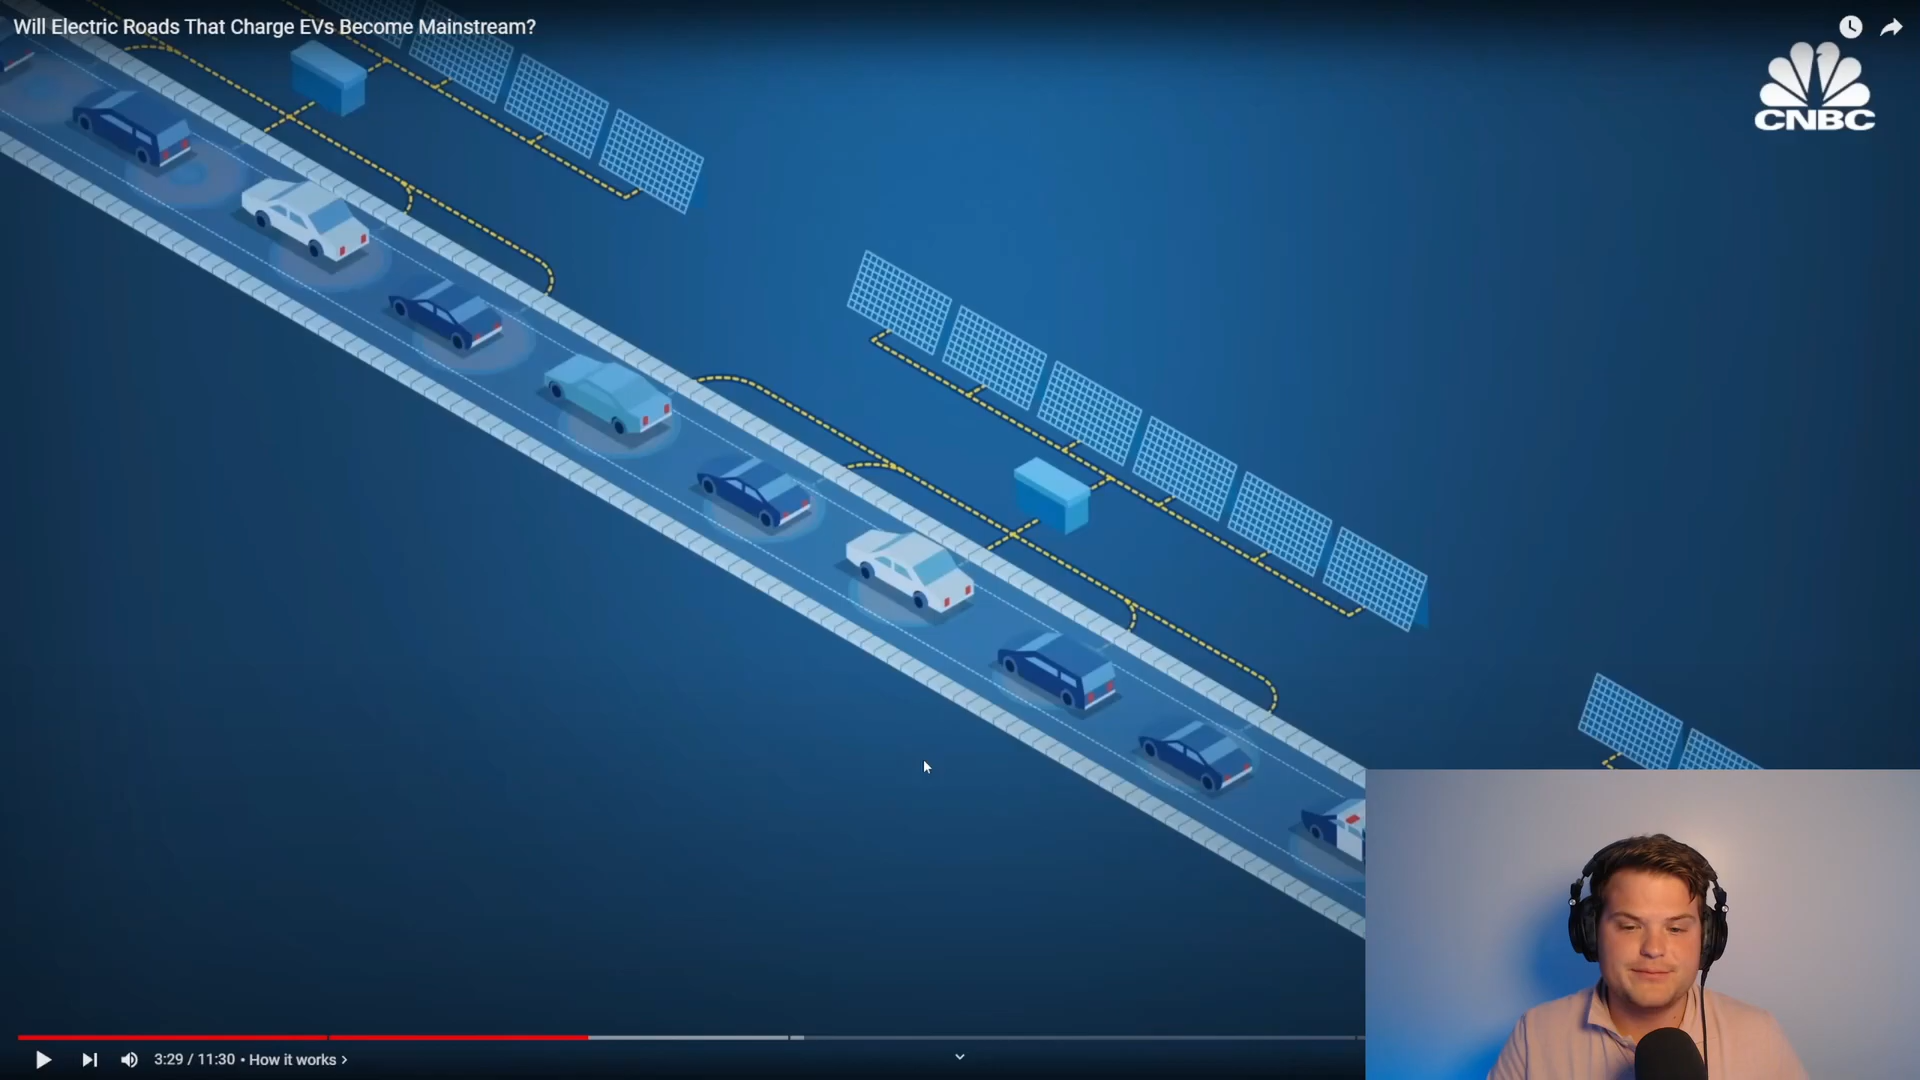 Will Electric Roads That Charge EVs Become Mainstream?
CNBC
3:29 / 11:30 • How it works ›